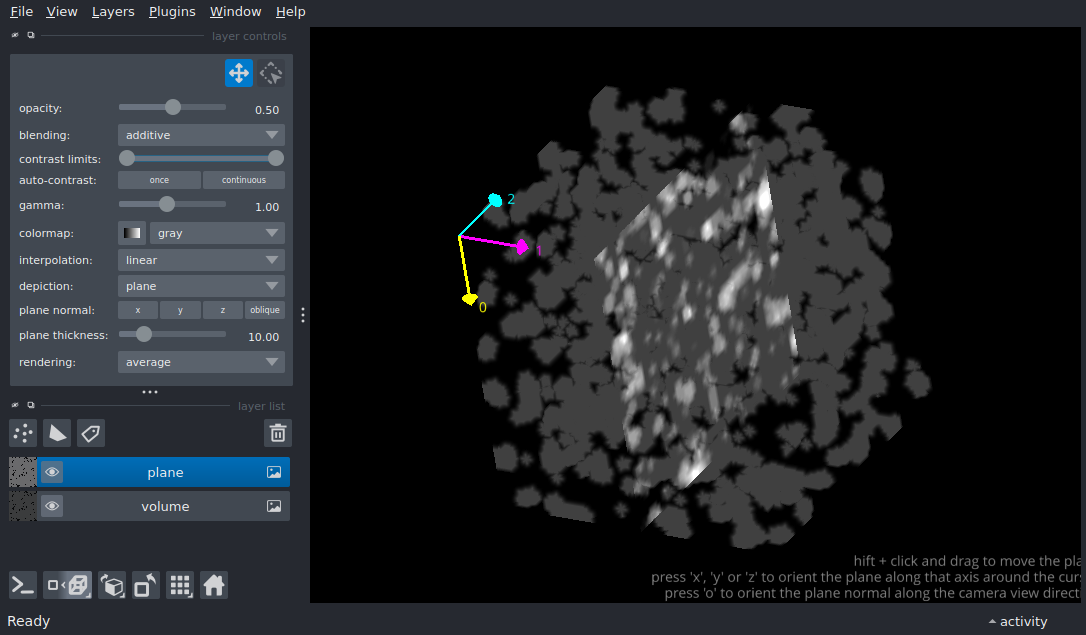 File View Layers Plugins Window Help
layer controls
opacity: 0.50
blending: additive
contrast limits:
auto-contrast: once continuous
gamma: 1.00
colormap: gray
interpolation: linear
depiction: plane
plane normal: x y z oblique
plane thickness: 10.00
rendering: average
layer list
plane
volume
2
1
0
hift + click and drag to move the pla
press 'x', 'y' or 'z' to orient the plane along that axis around the curs
press 'o' to orient the plane normal along the camera view direct
Ready
activity